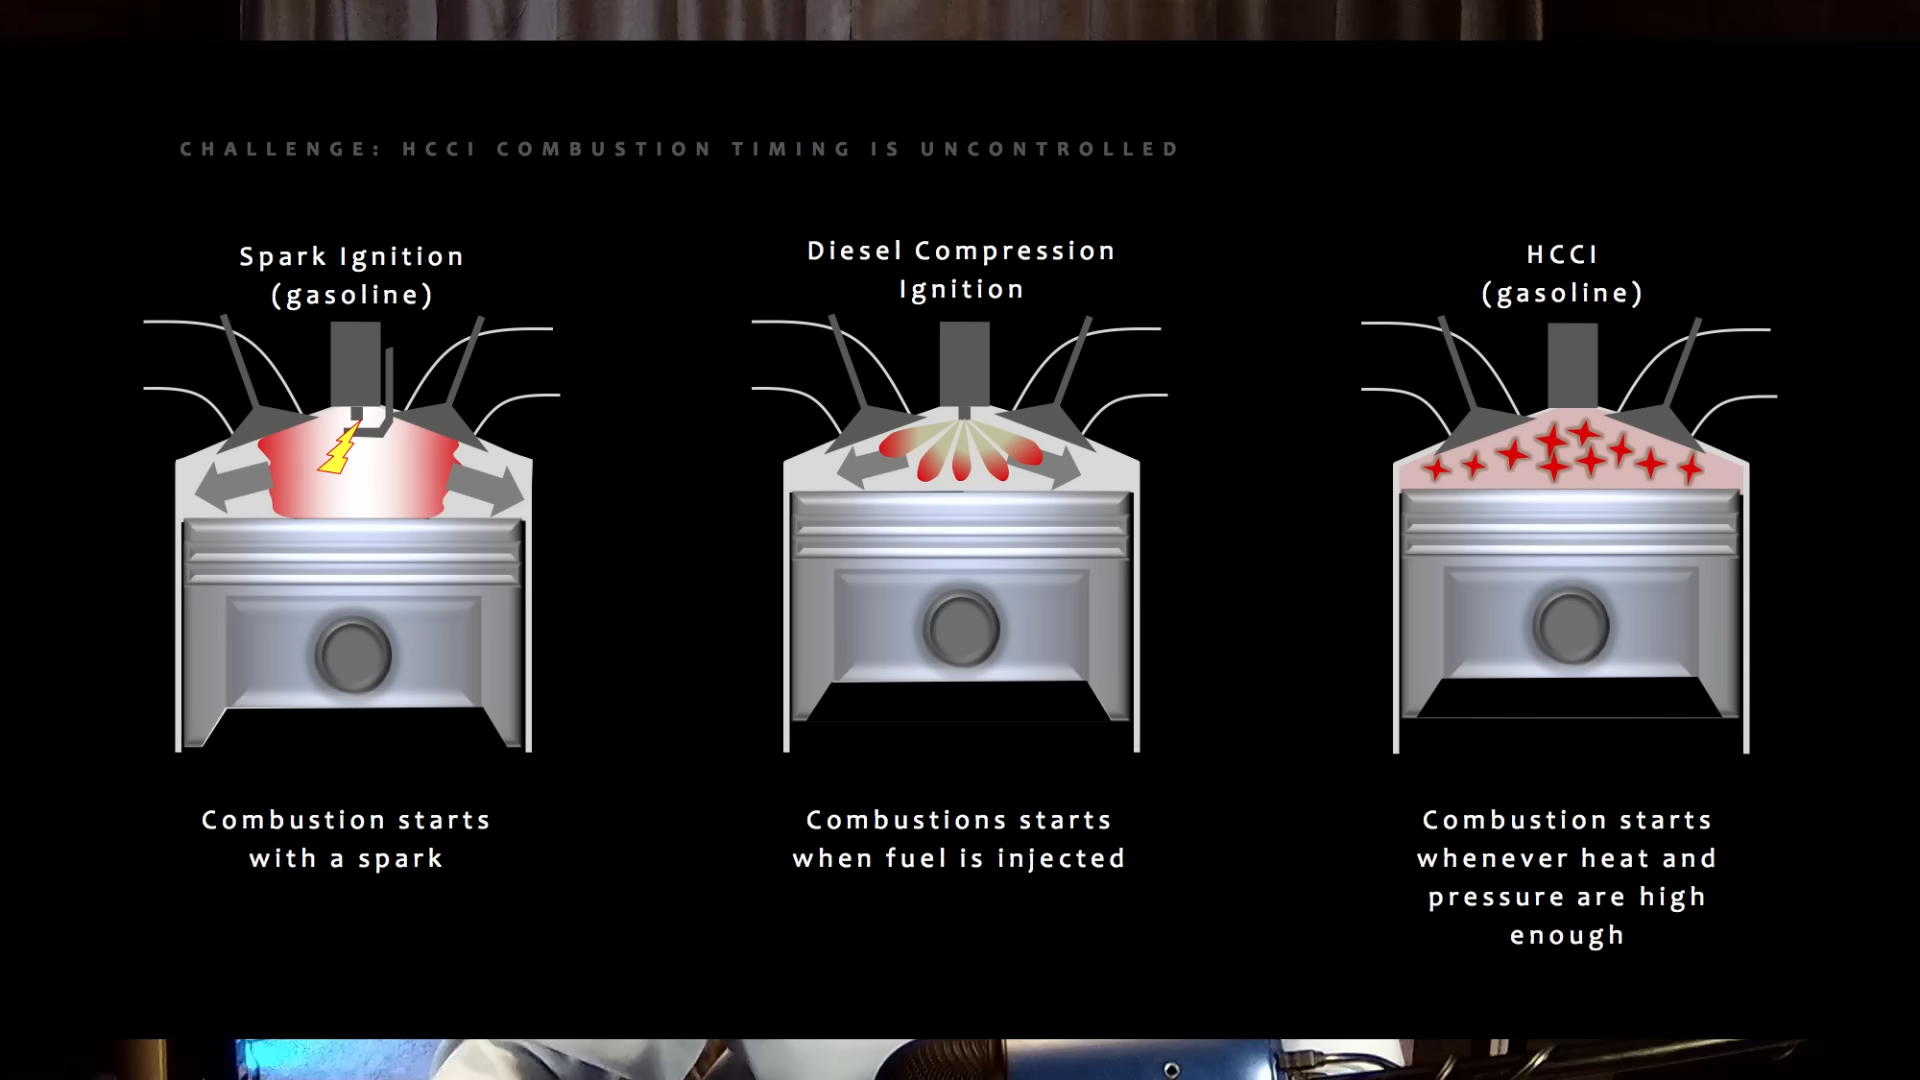 CHALLENGE: HCCI COMBUSTION TIMING IS UNCONTROLLED
Spark Ignition
(gasoline)
Diesel Compression
Ignition
HCCI
(gasoline)
Combustion starts
with a spark
Combustions starts
when fuel is injected
Combustion starts
whenever heat and
pressure are high
enough